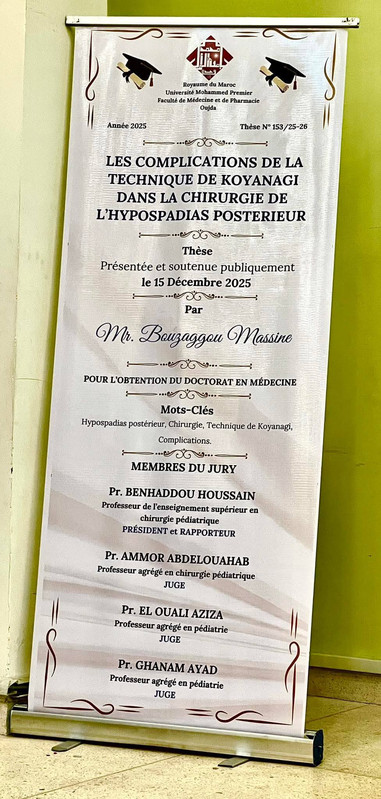 Royaume du Maroc
Université Mohammed Premier
Faculté de Médecine et de Pharmacie
Oujda
Année 2025
Thèse N° 153/25-26
LES COMPLICATIONS DE LA
TECHNIQUE DE KOYANAGI
DANS LA CHIRURGIE DE
L'HYPOSPADIAS POSTERIEUR
Thèse
Présentée et soutenue publiquement
le 15 Décembre 2025
Par
Mr. Bouzaggou Massine
POUR L'OBTENTION DU DOCTORAT EN MÉDECINE
Mots-Clés
Hypospadias postérieur, Chirurgie, Technique de Koyanagi,
Complications.
MEMBRES DU JURY
Pr. BENHADDOU HOUSSAIN
Professeur de l'enseignement supérieur en
chirurgie pédiatrique
PRÉSIDENT et RAPPORTEUR
Pr. AMMOR ABDELOUAHAB
Professeur agrégé en chirurgie pédiatrique
JUGE
Pr. EL OUALI AZIZA
Professeur agrégé en pédiatrie
JUGE
Pr. GHANAM AYAD
Professeur agrégé en pédiatrie
JUGE